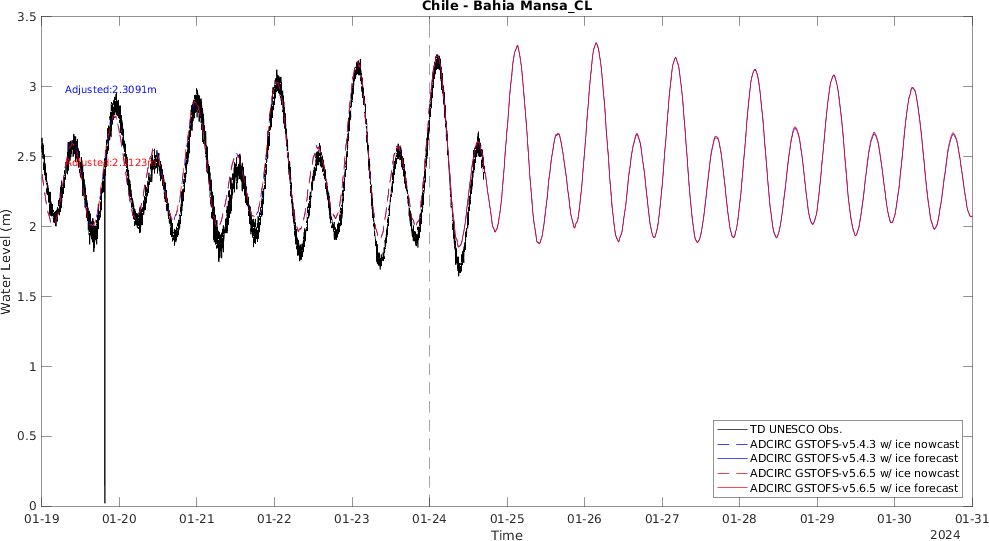 Chile - Bahia Mansa_CL
3.5
3
2.5
2
1.5
1
0.5
0
Water Level (m)
Adjusted:2.3091m
01-19
01-20
01-21
01-22
01-23
01-24
01-25
01-26
01-27
01-28
01-29
01-30
01-31
Time
2024
TD UNESCO Obs.
ADCIRC GSTOFS-v5.4.3 w/ ice nowcast
ADCIRC GSTOFS-v5.4.3 w/ ice forecast
ADCIRC GSTOFS-v5.6.5 w/ ice nowcast
ADCIRC GSTOFS-v5.6.5 w/ ice forecast